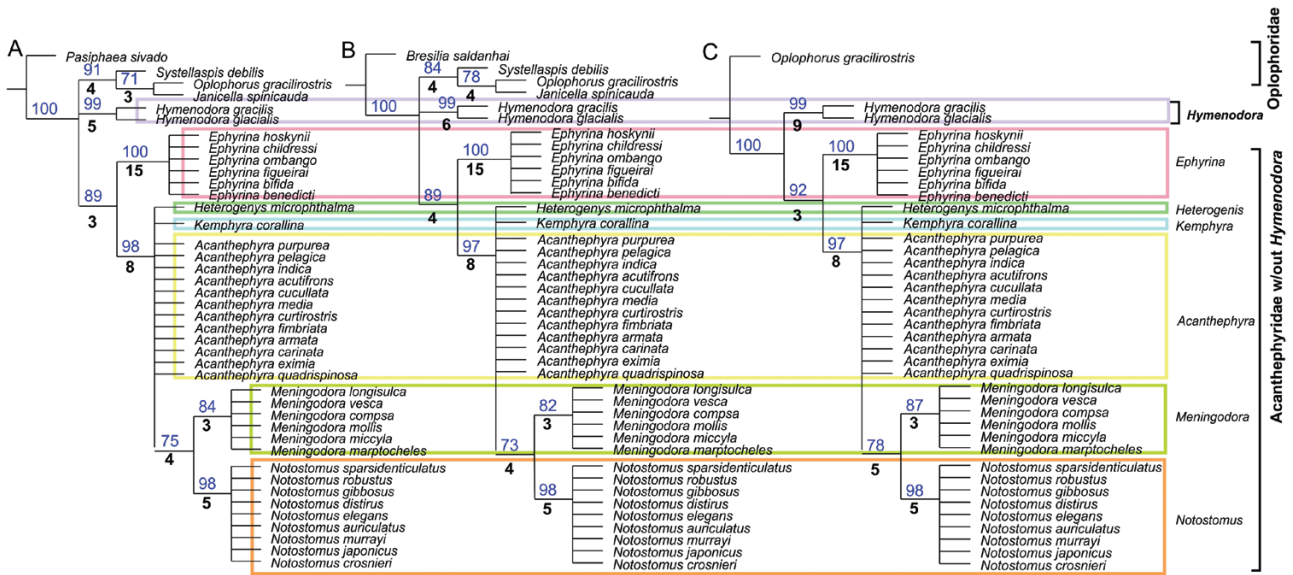 A
Pasiphaea sivado
91
Systellaspis debilis
71
Oplophorus gracilirostris
4
3
Janicella spinicauda
100
99
Hymenodora gracilis
Hymenodora glacialis
5
Ephyrina hoskynii
Ephyrina childressi
100
Ephyrina ombango
15
Ephyrina figueirai
Ephyrina bifida
Ephyrina benedicti
89
3
Heterogenys microphthalma
Kemphyra corallina
98
8
Acanthephyra purpurea
Acanthephyra pelagica
Acanthephyra indica
Acanthephyra acutifrons
Acanthephyra cucullata
Acanthephyra media
Acanthephyra curtirostris
Acanthephyra fimbriata
Acanthephyra armata
Acanthephyra carinata
Acanthephyra eximia
Acanthephyra quadrispinosa
Meningodora longisulca
Meningodora vesca
84
Meningodora compsa
3
Meningodora mollis
Meningodora miccyla
Meningodora marptocheles
75
4
Notostomus sparsidenticulatus
Notostomus robustus
98
Notostomus gibbosus
5
Notostomus distirus
Notostomus elegans
Notostomus auriculatus
Notostomus murrayi
Notostomus japonicus
Notostomus crosnieri
B
Bresilia saldanhai
84
Systellaspis debilis
78
Oplophorus gracilirostris
4
4
Janicella spinicauda
100
99
Hymenodora gracilis
Hymenodora glacialis
6
Ephyrina hoskynii
Ephyrina childressi
100
Ephyrina ombango
15
Ephyrina figueirai
Ephyrina bifida
Ephyrina benedicti
89
4
Heterogenys microphthalma
Kemphyra corallina
97
8
Acanthephyra purpurea
Acanthephyra pelagica
Acanthephyra indica
Acanthephyra acutifrons
Acanthephyra cucullata
Acanthephyra media
Acanthephyra curtirostris
Acanthephyra fimbriata
Acanthephyra armata
Acanthephyra carinata
Acanthephyra eximia
Acanthephyra quadrispinosa
Meningodora longisulca
Meningodora vesca
82
Meningodora compsa
3
Meningodora mollis
Meningodora miccyla
Meningodora marptocheles
73
4
Notostomus sparsidenticulatus
Notostomus robustus
98
Notostomus gibbosus
5
Notostomus distirus
Notostomus elegans
Notostomus auriculatus
Notostomus murrayi
Notostomus japonicus
Notostomus crosnieri
C
Oplophorus gracilirostris
99
Hymenodora gracilis
Hymenodora glacialis
9
100
Ephyrina hoskynii
Ephyrina childressi
100
Ephyrina ombango
15
Ephyrina figueirai
Ephyrina bifida
Ephyrina benedicti
92
3
Heterogenys microphthalma
Kemphyra corallina
97
8
Acanthephyra purpurea
Acanthephyra pelagica
Acanthephyra indica
Acanthephyra acutifrons
Acanthephyra cucullata
Acanthephyra media
Acanthephyra curtirostris
Acanthephyra fimbriata
Acanthephyra armata
Acanthephyra carinata
Acanthephyra eximia
Acanthephyra quadrispinosa
Meningodora longisulca
Meningodora vesca
87
Meningodora compsa
3
Meningodora mollis
Meningodora miccyla
Meningodora marptocheles
78
5
Notostomus sparsidenticulatus
Notostomus robustus
98
Notostomus gibbosus
5
Notostomus distirus
Notostomus elegans
Notostomus auriculatus
Notostomus murrayi
Notostomus japonicus
Notostomus crosnieri
Hymenodora
Ephyrina
Heterogenis
Kemphyra
Acanthephyra
Meningodora
Notostomus
Oplophoridae
Acanthephyridae w/out Hymenodora